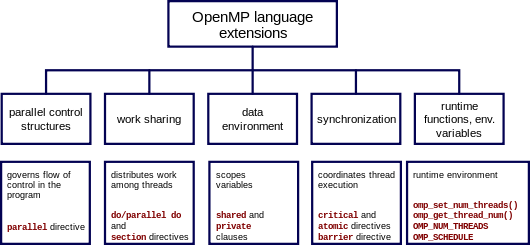 OpenMP language
extensions
parallel control
structures
work sharing
data
environment
synchronization
runtime
functions, env.
variables
governs flow of
control in the
program
parallel directive
distributes work
among threads
do/parallel do
and
section directives
scopes
variables
shared and
private
clauses
coordinates thread
execution
critical and
atomic directives
barrier directive
runtime environment
omp_set_num_threads()
omp_get_thread_num()
OMP_NUM_THREADS
OMP_SCHEDULE